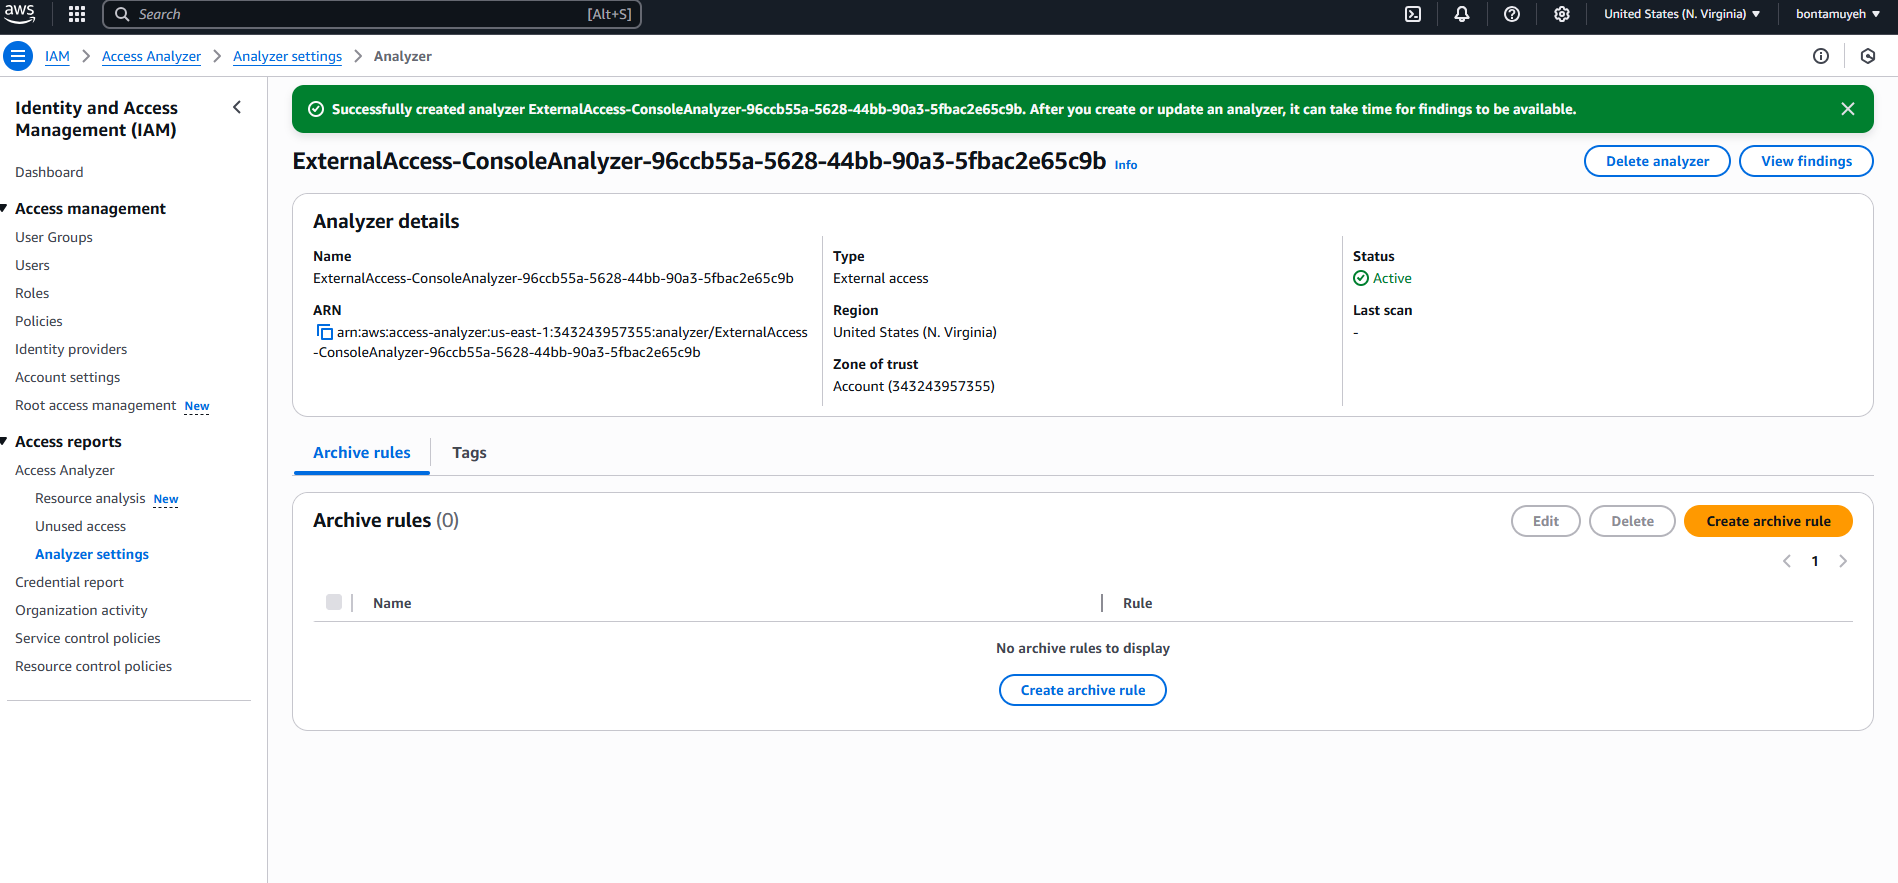 aws
Search
[Alt+S]
United States (N. Virginia)
bontamuyeh
IAM
Access Analyzer
Analyzer settings
Analyzer
Identity and Access
Management (IAM)
Dashboard
Access management
User Groups
Users
Roles
Policies
Identity providers
Account settings
Root access management New
Access reports
Access Analyzer
Resource analysis New
Unused access
Analyzer settings
Credential report
Organization activity
Service control policies
Resource control policies
Successfully created analyzer ExternalAccess-ConsoleAnalyzer-96ccb55a-5628-44bb-90a3-5fbac2e65c9b. After you create or update an analyzer, it can take time for findings to be available.
ExternalAccess-ConsoleAnalyzer-96ccb55a-5628-44bb-90a3-5fbac2e65c9b Info
Delete analyzer
View findings
Analyzer details
Name
ExternalAccess-ConsoleAnalyzer-96ccb55a-5628-44bb-90a3-5fbac2e65c9b
ARN
arn:aws:access-analyzer:us-east-1:343243957355:analyzer/ExternalAccess
-ConsoleAnalyzer-96ccb55a-5628-44bb-90a3-5fbac2e65c9b
Type
External access
Region
United States (N. Virginia)
Zone of trust
Account (343243957355)
Status
Active
Last scan
-
Archive rules
Tags
Archive rules (0)
Edit
Delete
Create archive rule
1
Name
Rule
No archive rules to display
Create archive rule